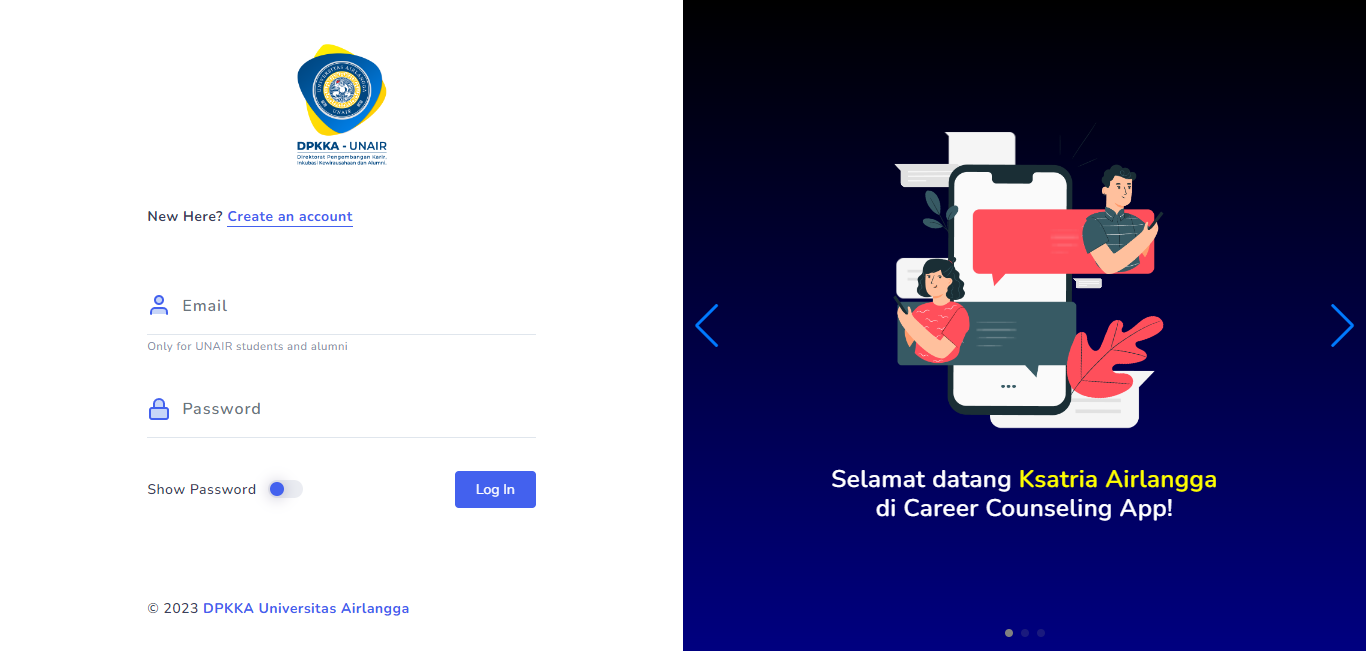 UNIVERSITAS AIRLANGGA
UNAIR
DPKKA - UNAIR
Direktorat Pengembangan Karir,
Inkubasi Kewirausahaan dan Alumni.
New Here? Create an account
Email
Only for UNAIR students and alumni
Password
Show Password
Log In
© 2023 DPKKA Universitas Airlangga
Selamat datang Ksatria Airlangga
di Career Counseling App!